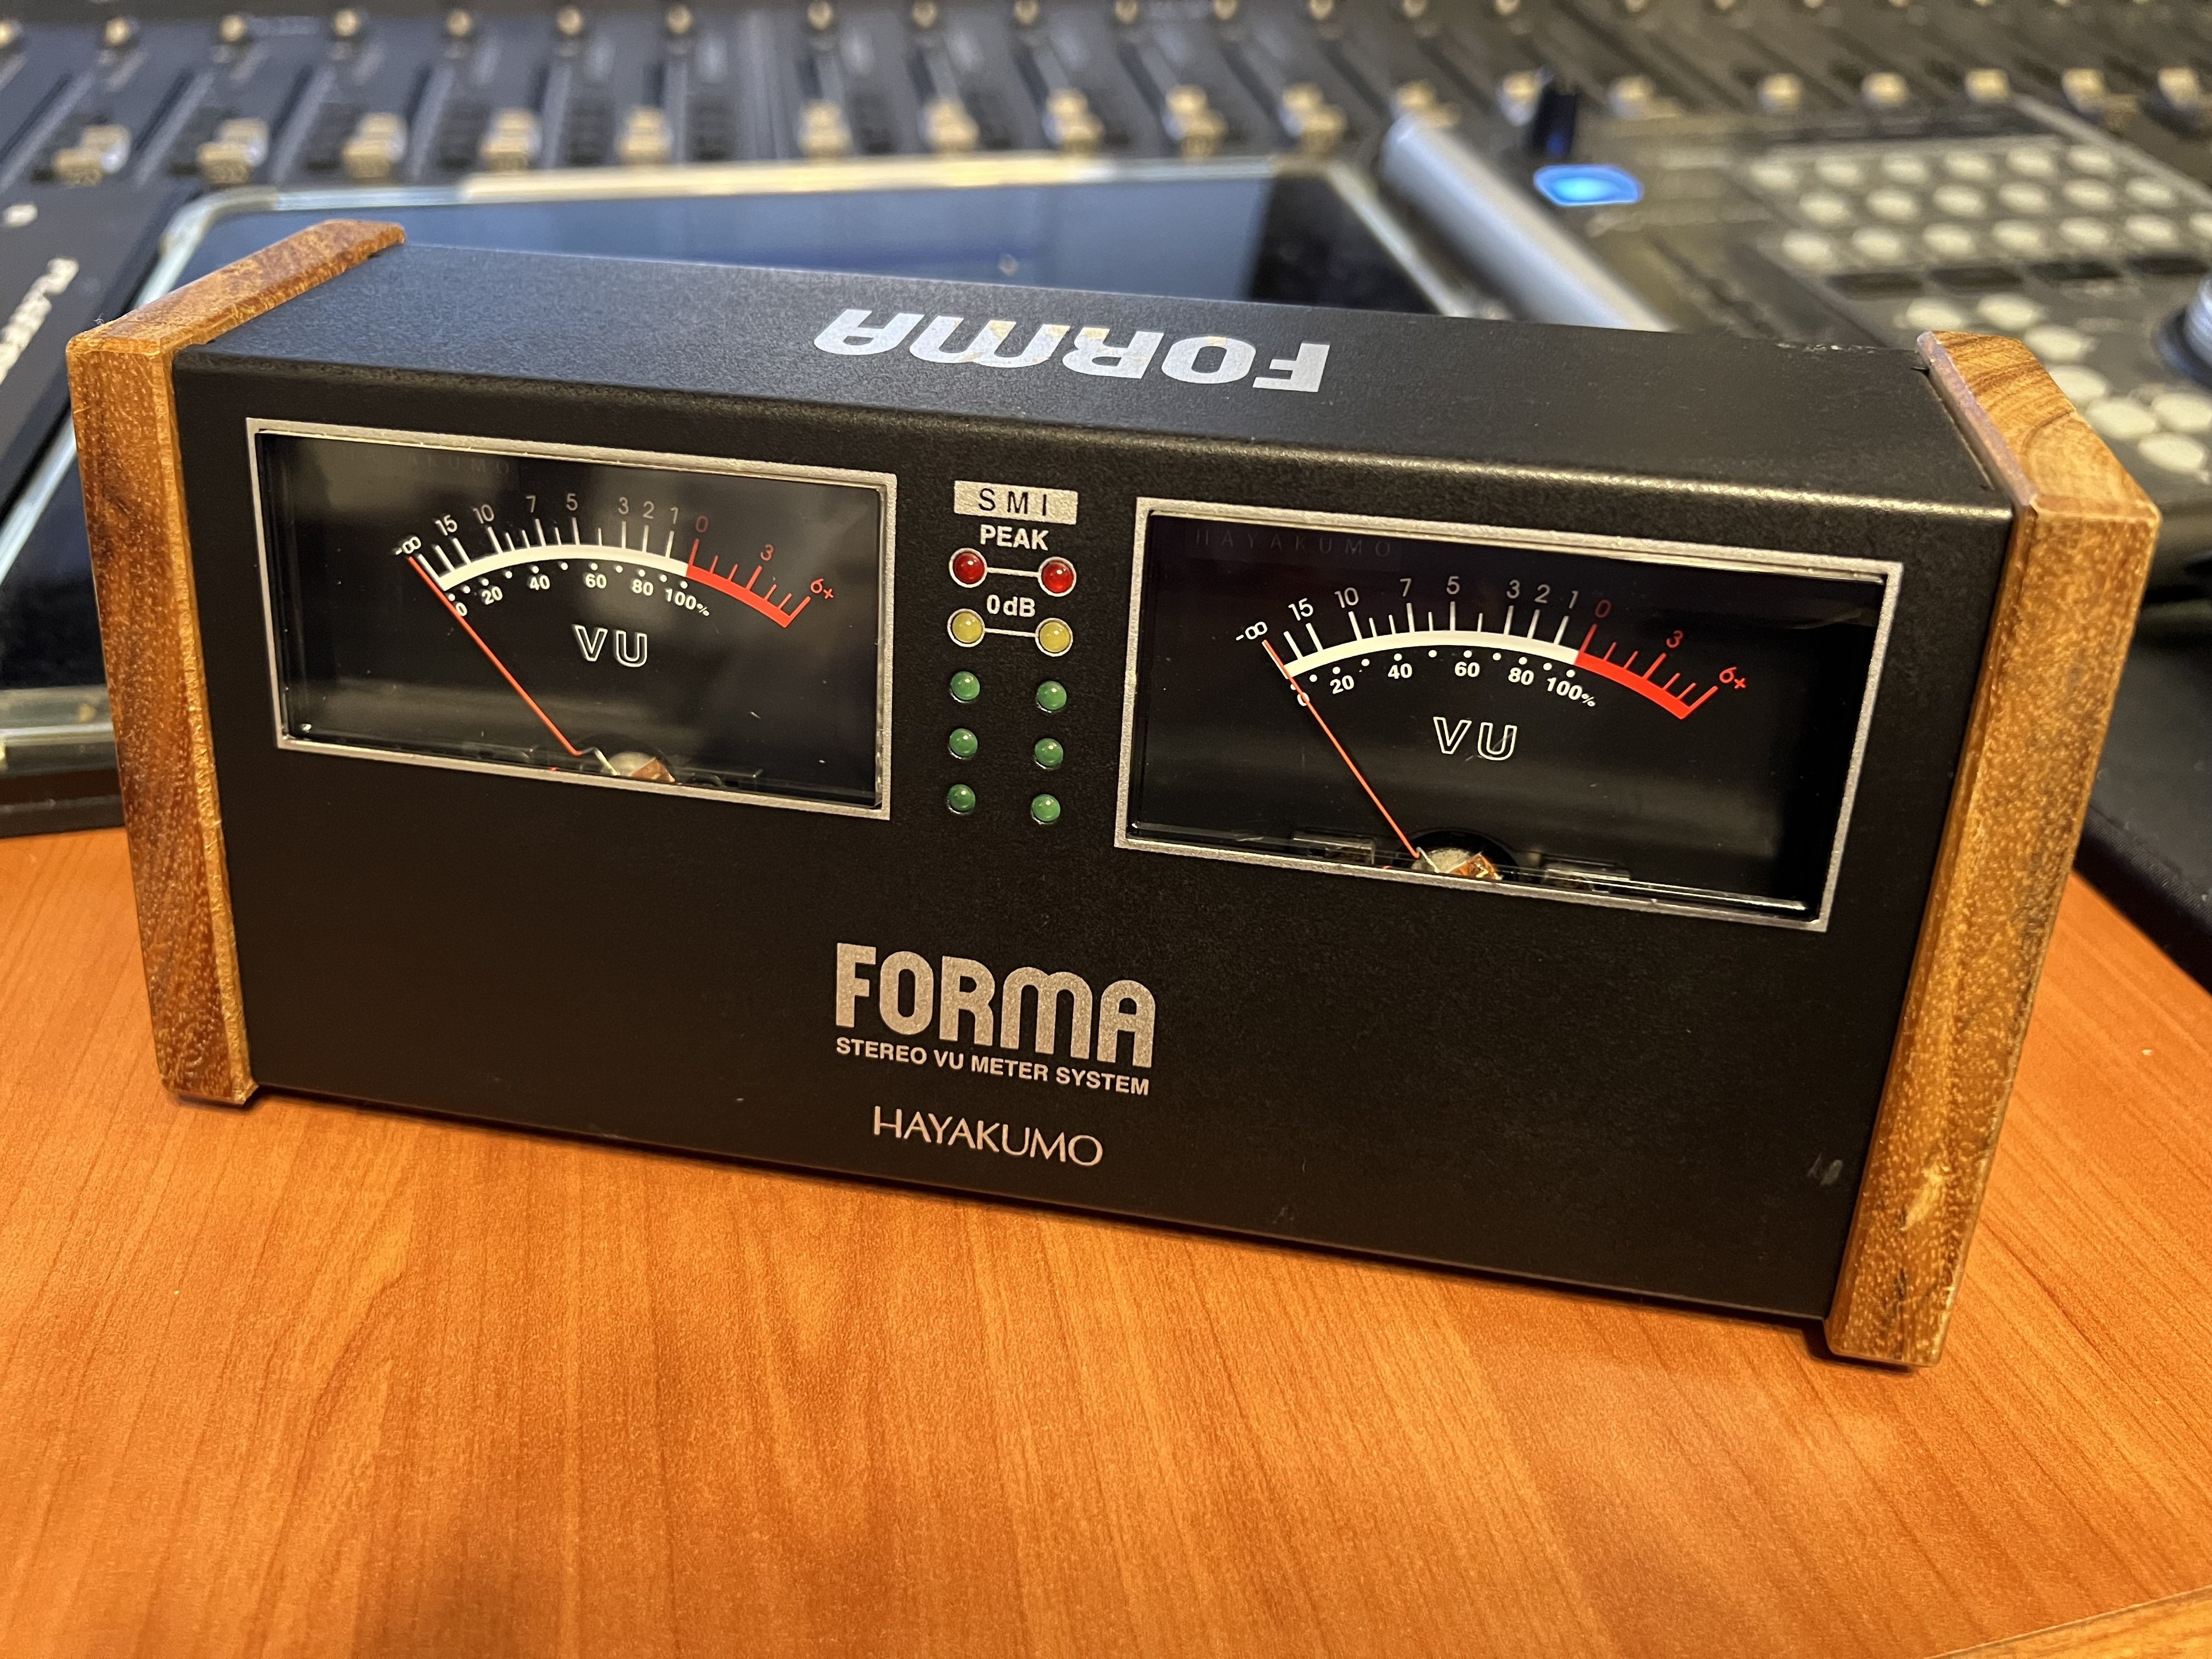 FORMA
HAYAKUMO
-∞ 15 10 7 5 3 2 1 0 3 6+
0 20 40 60 80 100%
VU
SMI
PEAK
0dB
HAYAKUMO
-∞ 15 10 7 5 3 2 1 0 3 6+
0 20 40 60 80 100%
VU
FORMA
STEREO VU METER SYSTEM
HAYAKUMO